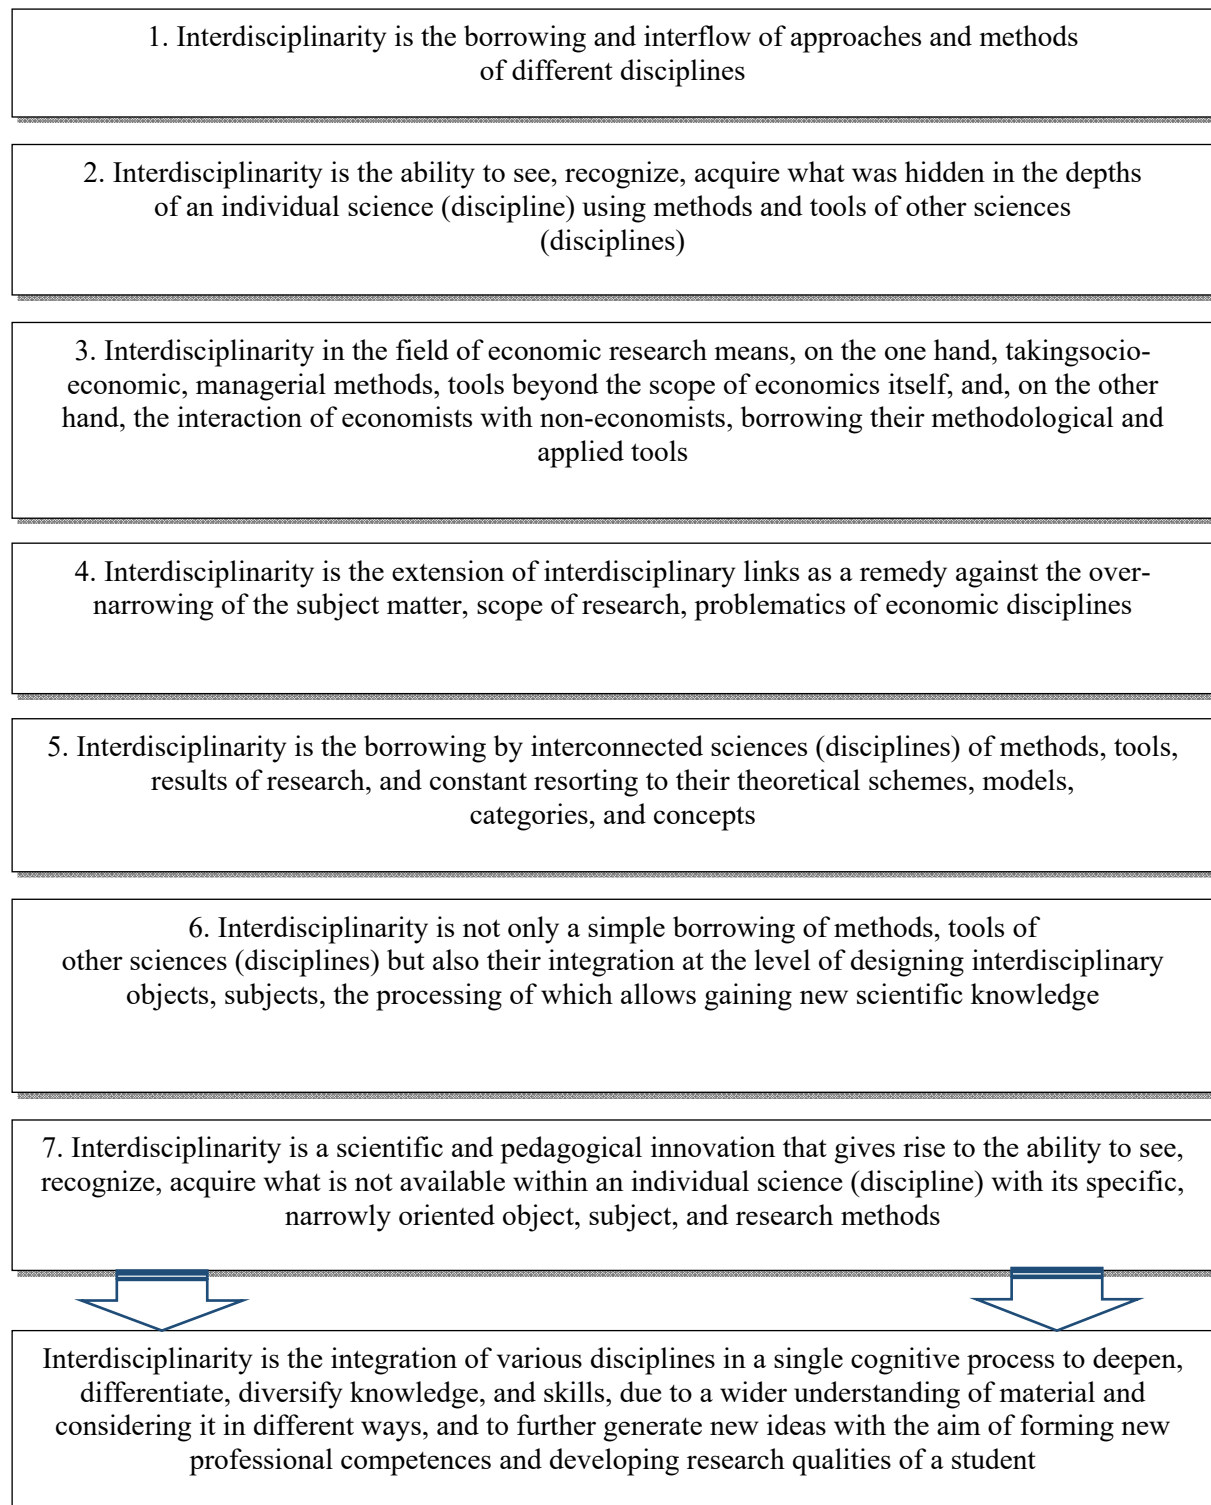 1. Interdisciplinarity is the borrowing and interflow of approaches and methods
of different disciplines
2. Interdisciplinarity is the ability to see, recognize, acquire what was hidden in the depths
of an individual science (discipline) using methods and tools of other sciences
(disciplines)
3. Interdisciplinarity in the field of economic research means, on the one hand, takingsocio-
economic, managerial methods, tools beyond the scope of economics itself, and, on the other
hand, the interaction of economists with non-economists, borrowing their methodological and
applied tools
4. Interdisciplinarity is the extension of interdisciplinary links as a remedy against the over-
narrowing of the subject matter, scope of research, problematics of economic disciplines
5. Interdisciplinarity is the borrowing by interconnected sciences (disciplines) of methods, tools,
results of research, and constant resorting to their theoretical schemes, models,
categories, and concepts
6. Interdisciplinarity is not only a simple borrowing of methods, tools of
other sciences (disciplines) but also their integration at the level of designing interdisciplinary
objects, subjects, the processing of which allows gaining new scientific knowledge
7. Interdisciplinarity is a scientific and pedagogical innovation that gives rise to the ability to see,
recognize, acquire what is not available within an individual science (discipline) with its specific,
narrowly oriented object, subject, and research methods
Interdisciplinarity is the integration of various disciplines in a single cognitive process to deepen,
differentiate, diversify knowledge, and skills, due to a wider understanding of material and
considering it in different ways, and to further generate new ideas with the aim of forming new
professional competences and developing research qualities of a student